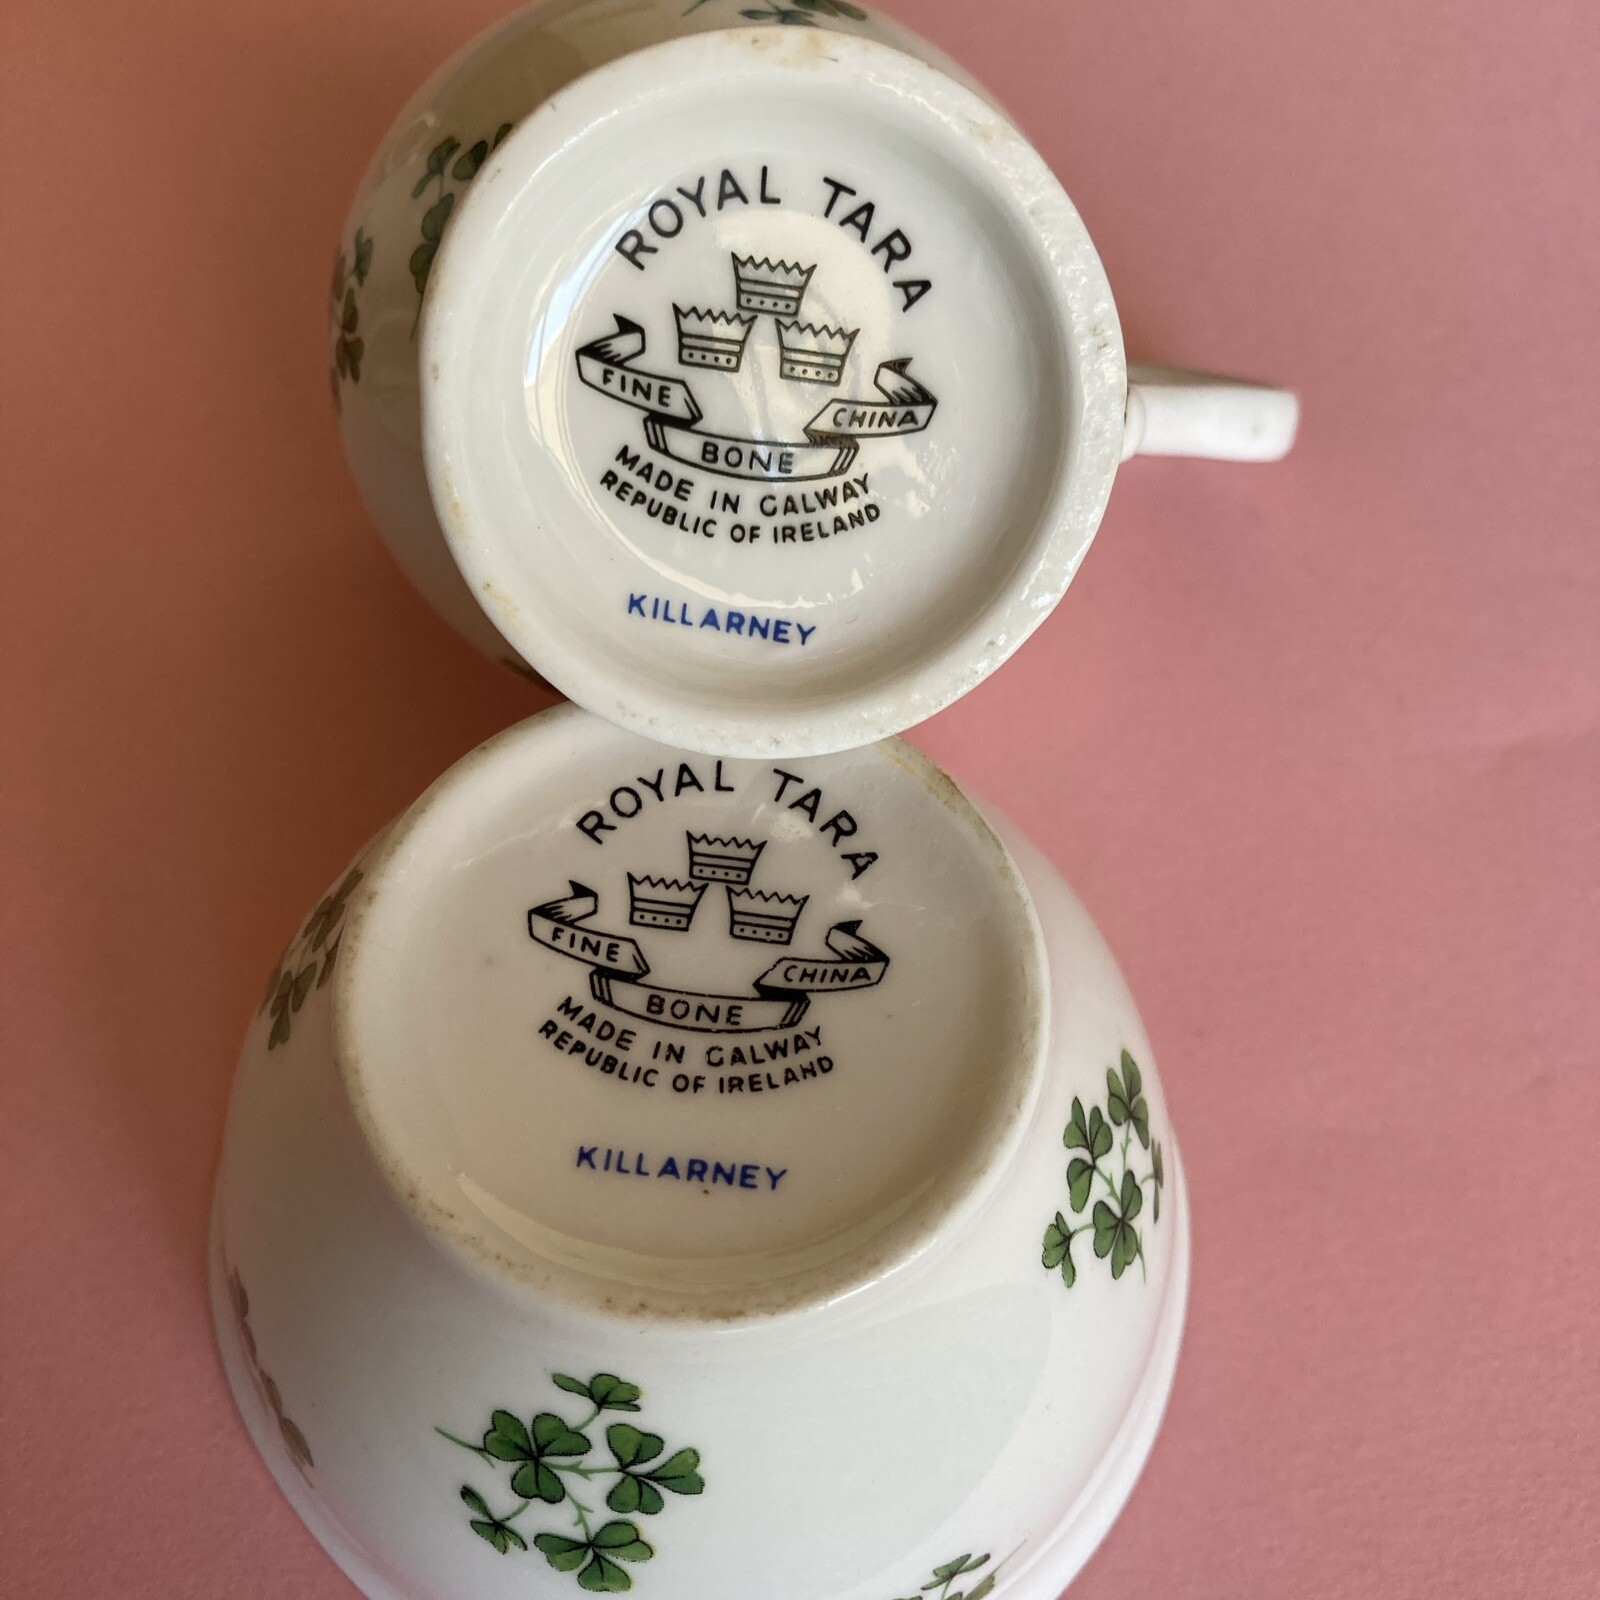 ROYAL TARA
FINE BONE CHINA
MADE IN GALWAY
REPUBLIC OF IRELAND
KILLARNEY
ROYAL TARA
FINE BONE CHINA
MADE IN GALWAY
REPUBLIC OF IRELAND
KILLARNEY